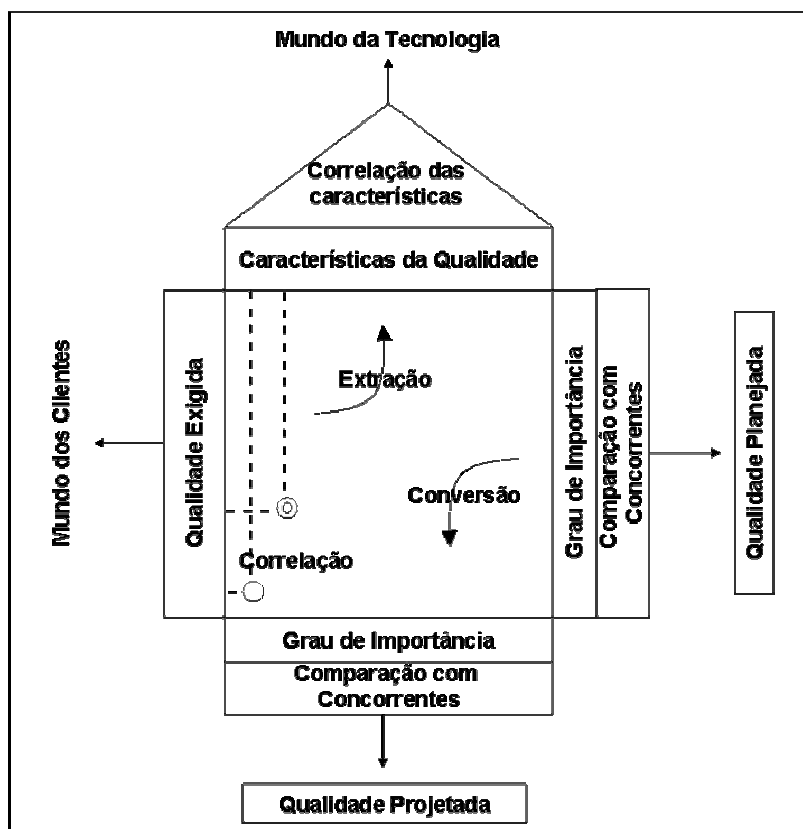 Mundo da Tecnologia
Correlação das
características
Características da Qualidade
Mundo dos Clientes
Qualidade Exigida
Extração
Conversão
Correlação
Grau de Importância
Comparação com
Concorrentes
Qualidade Planejada
Grau de Importância
Comparação com
Concorrentes
Qualidade Projetada